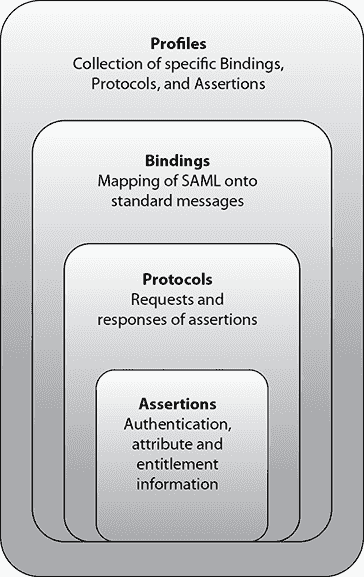 Profiles
Collection of specific Bindings,
Protocols, and Assertions
Bindings
Mapping of SAML onto
standard messages
Protocols
Requests and
responses of assertions
Assertions
Authentication,
attribute and
entitlement
information